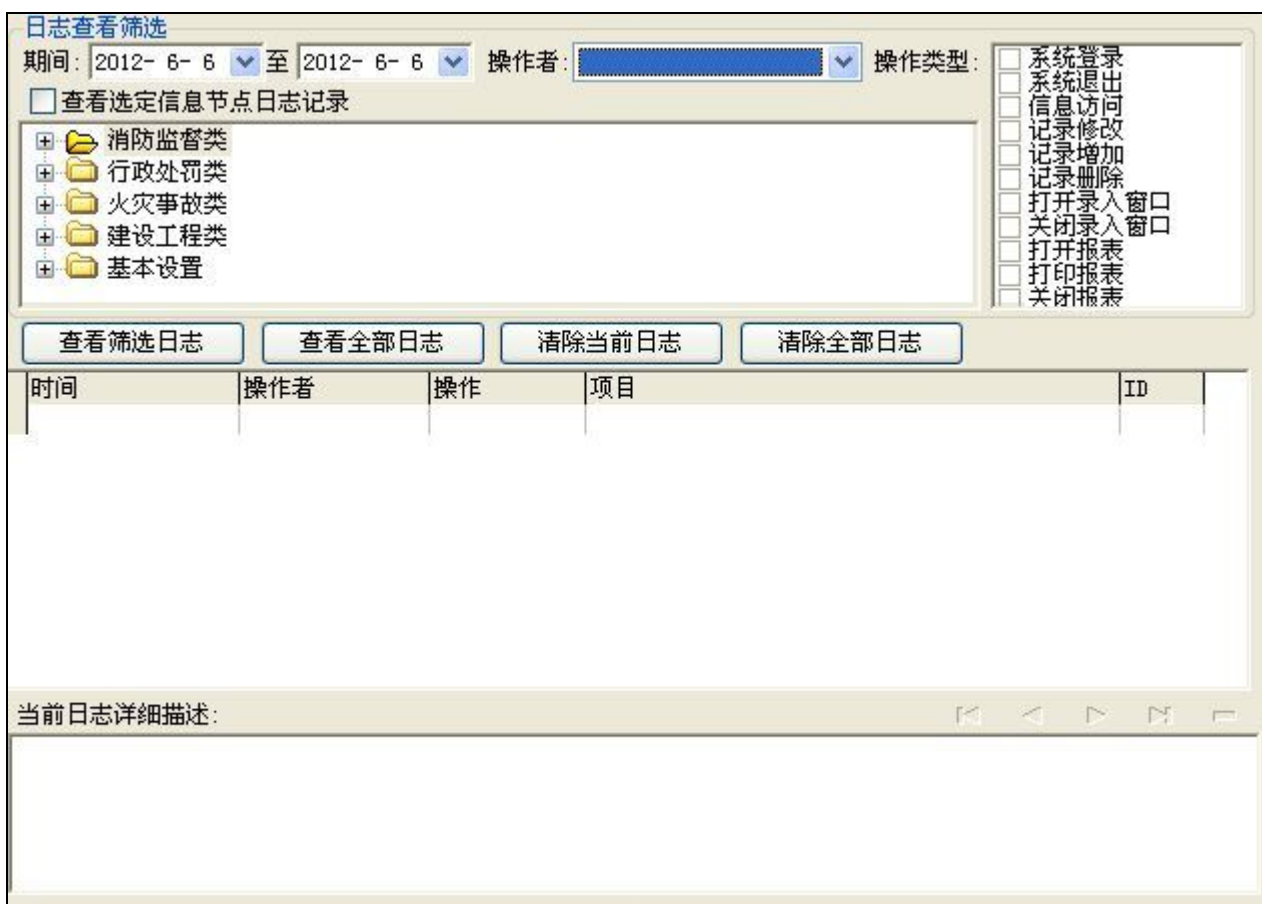 日志查看筛选
期间: 2012- 6- 6 至 2012- 6- 6 操作者: 操作类型:
系统登录
系统退出
信息访问
记录修改
记录增加
记录删除
打开录入窗口
关闭录入窗口
打开报表
打印报表
关闭报表
查看选定信息节点日志记录
消防监督类
行政处罚类
火灾事故类
建设工程类
基本设置
查看筛选日志 查看全部日志 清除当前日志 清除全部日志
时间 操作者 操作 项目 ID
当前日志详细描述: